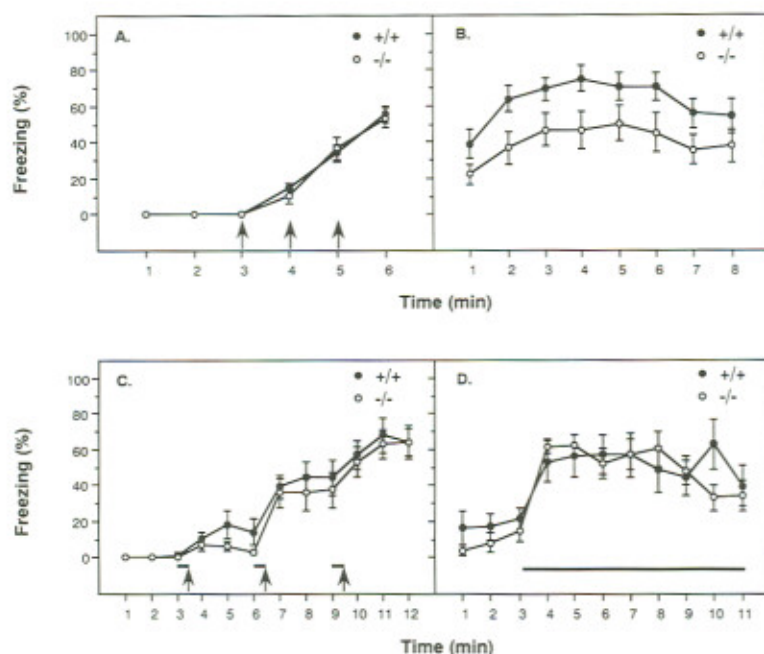 A.
+/+
-/-
B.
+/+
-/-
Freezing (%)
100
80
60
40
20
0
1 2 3 4 5 6
1 2 3 4 5 6 7 8
Time (min)
C.
+/+
-/-
D.
+/+
-/-
Freezing (%)
100
80
60
40
20
0
1 2 3 4 5 6 7 8 9 10 11 12
1 2 3 4 5 6 7 8 9 10 11
Time (min)